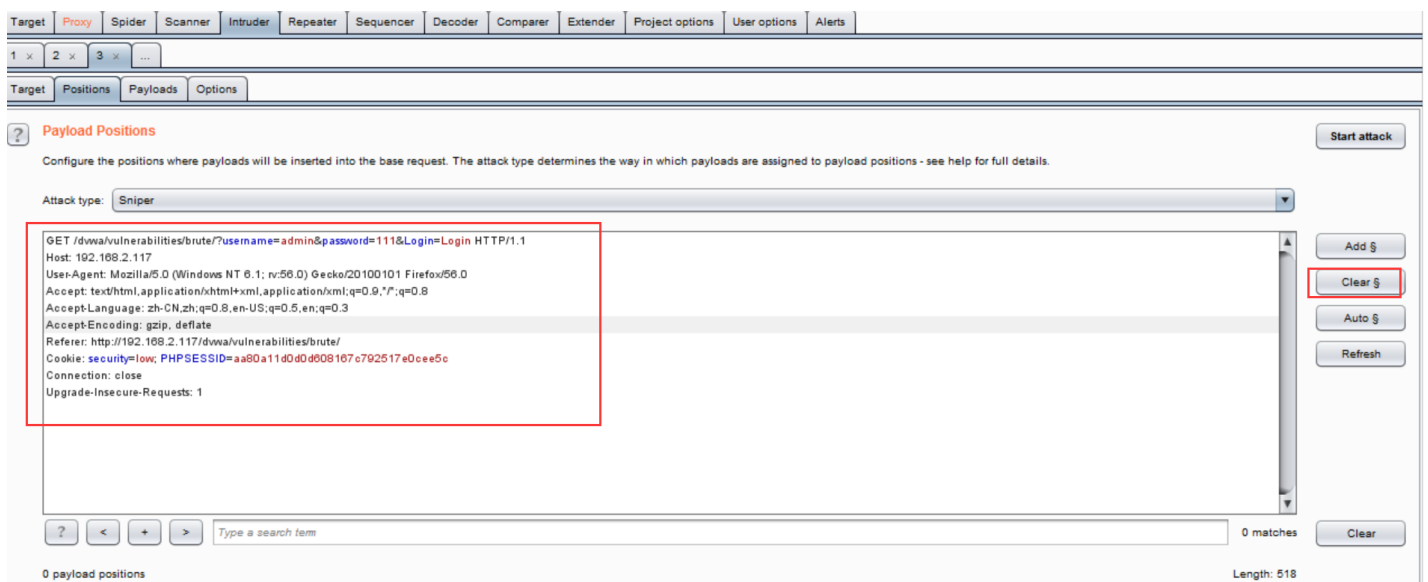 Target Proxy Spider Scanner Intruder Repeater Sequencer Decoder Comparer Extender Project options User options Alerts
1 × 2 × 3 × ...
Target Positions Payloads Options
? Payload Positions
Start attack
Configure the positions where payloads will be inserted into the base request. The attack type determines the way in which payloads are assigned to payload positions - see help for full details.
Attack type: Sniper
GET /dvwa/vulnerabilities/brute/?username=admin&password=111&Login=Login HTTP/1.1
Host: 192.168.2.117
User-Agent: Mozilla/5.0 (Windows NT 6.1; rv:56.0) Gecko/20100101 Firefox/56.0
Accept: text/html,application/xhtml+xml,application/xml;q=0.9,*/*;q=0.8
Accept-Language: zh-CN,zh;q=0.8,en-US;q=0.5,en;q=0.3
Accept-Encoding: gzip, deflate
Referer: http://192.168.2.117/dvwa/vulnerabilities/brute/
Cookie: security=low; PHPSESSID=aa80a11d0d0d608167c792517e0cee5c
Connection: close
Upgrade-Insecure-Requests: 1
Add §
Clear §
Auto §
Refresh
? < + > Type a search term 0 matches Clear
0 payload positions Length: 518